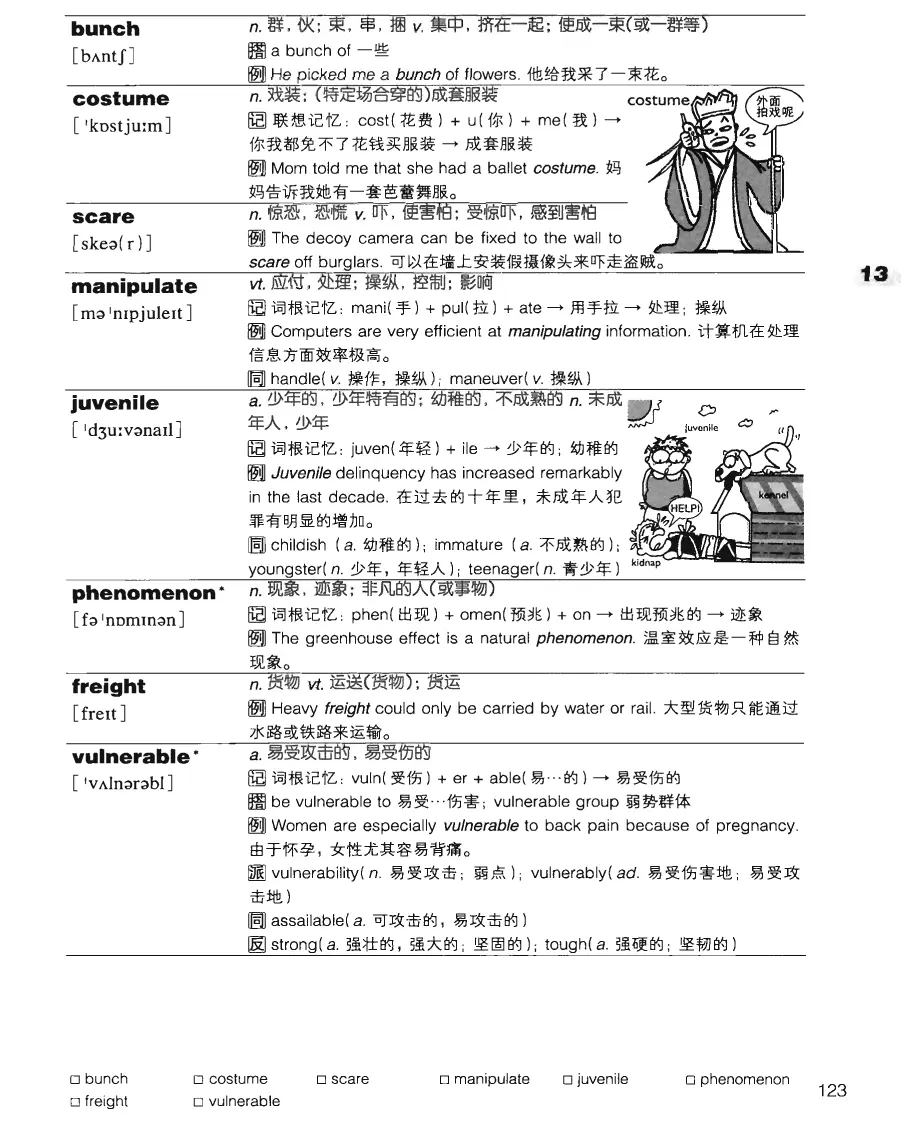 bunch
[bʌntʃ]
n. 群，伙；束，串，捆 v. 集中，挤在一起；使成一束(或一群等)
[搭] a bunch of 一些
[例] He picked me a bunch of flowers. 他给我采了一束花。
costume
[ˈkɒstjuːm]
n. 戏装；(特定场合穿的)成套服装
[记] 联想记忆：cost(花费) + u(你) + me(我) → 
你我都免不了花钱买服装 → 成套服装
[例] Mom told me that she had a ballet costume. 妈
妈告诉我她有一套芭蕾舞服。
costume
外面
拍戏呢
scare
[skeə(r)]
n. 惊恐，恐慌 v. 吓，使害怕；受惊吓，感到害怕
[例] The decoy camera can be fixed to the wall to
scare off burglars. 可以在墙上安装假摄像头来吓走盗贼。
manipulate
[məˈnɪpjuleɪt]
vt. 应付，处理；操纵，控制；影响
[记] 词根记忆：mani(手) + pul(拉) + ate → 用手拉 → 处理；操纵
[例] Computers are very efficient at manipulating information. 计算机在处理
信息方面效率极高。
[同] handle(v. 操作，操纵)；maneuver(v. 操纵)
13
juvenile
[ˈdʒuːvənaɪl]
a. 少年的，少年特有的；幼稚的，不成熟的 n. 未成
年人，少年
[记] 词根记忆：juven(年轻) + ile → 少年的；幼稚的
[例] Juvenile delinquency has increased remarkably
in the last decade. 在过去的十年里，未成年人犯
罪有明显的增加。
[同] childish (a. 幼稚的)；immature (a. 不成熟的)；
youngster(n. 少年，年轻人)；teenager(n. 青少年)
juvenile
kennel
HELP!
kidnap
phenomenon*
[fəˈnɒmɪnən]
n. 现象，迹象；非凡的人(或事物)
[记] 词根记忆：phen(出现) + omen(预兆) + on → 出现预兆的 → 迹象
[例] The greenhouse effect is a natural phenomenon. 温室效应是一种自然
现象。
freight
[freɪt]
n. 货物 vt. 运送(货物)；货运
[例] Heavy freight could only be carried by water or rail. 大型货物只能通过
水路或铁路来运输。
vulnerable*
[ˈvʌlnərəbl]
a. 易受攻击的，易受伤的
[记] 词根记忆：vuln(受伤) + er + able(易…的) → 易受伤的
[搭] be vulnerable to 易受…伤害；vulnerable group 弱势群体
[例] Women are especially vulnerable to back pain because of pregnancy.
由于怀孕，女性尤其容易背痛。
[派] vulnerability(n. 易受攻击；弱点)；vulnerably(ad. 易受伤害地；易受攻
击地)
[同] assailable(a. 可攻击的，易攻击的)
[反] strong(a. 强壮的，强大的；坚固的)；tough(a. 强硬的；坚韧的)
□ bunch □ costume □ scare □ manipulate □ juvenile □ phenomenon
□ freight □ vulnerable
123